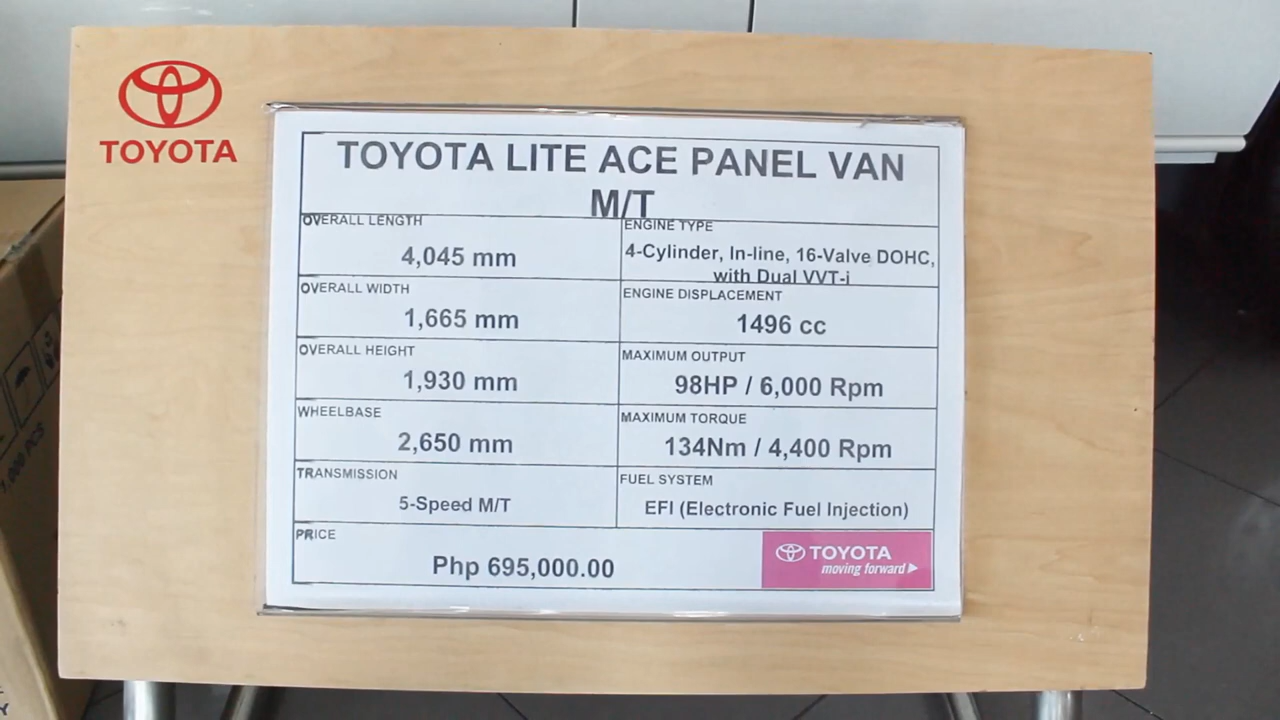 TOYOTA
TOYOTA LITE ACE PANEL VAN
M/T
OVERALL LENGTH
4,045 mm
ENGINE TYPE
4-Cylinder, In-line, 16-Valve DOHC,
with Dual VVT-i
OVERALL WIDTH
1,665 mm
ENGINE DISPLACEMENT
1496 cc
OVERALL HEIGHT
1,930 mm
MAXIMUM OUTPUT
98HP / 6,000 Rpm
WHEELBASE
2,650 mm
MAXIMUM TORQUE
134Nm / 4,400 Rpm
TRANSMISSION
5-Speed M/T
FUEL SYSTEM
EFI (Electronic Fuel Injection)
PRICE
Php 695,000.00
TOYOTA
moving forward
PCS